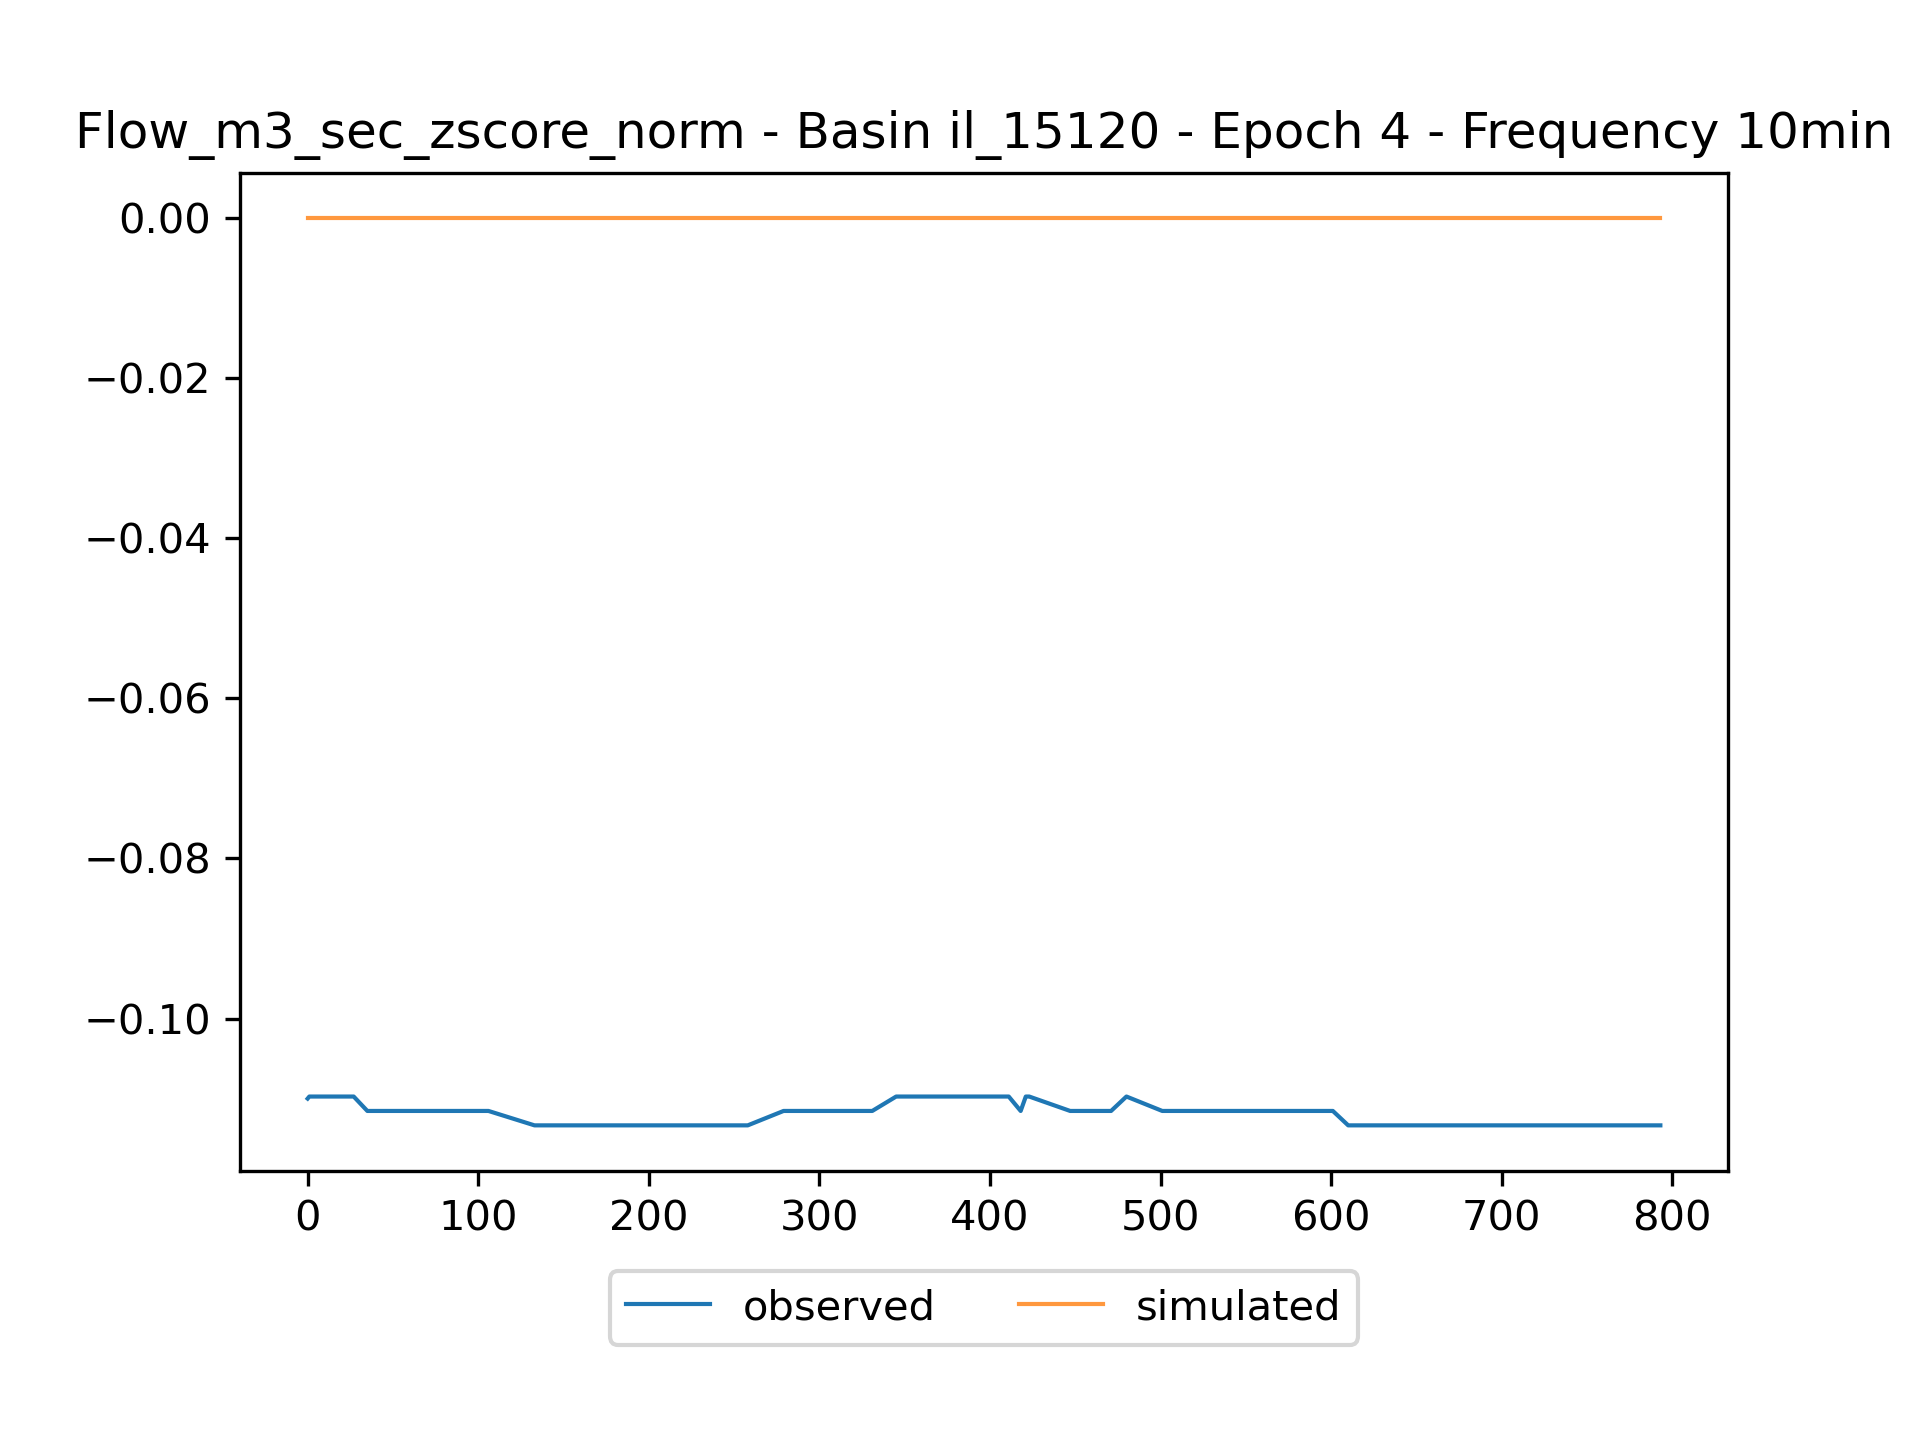 Flow_m3_sec_zscore_norm - Basin il_15120 - Epoch 4 - Frequency 10min
0.00
−0.02
−0.04
−0.06
−0.08
−0.10
0 100 200 300 400 500 600 700 800
observed simulated